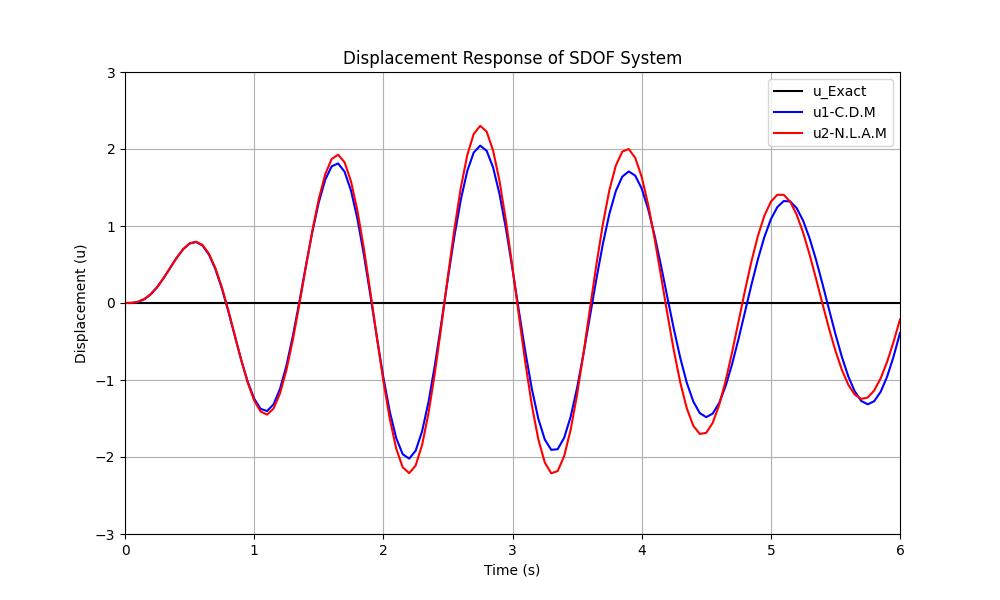 Displacement Response of SDOF System
u_Exact
u1-C.D.M
u2-N.L.A.M
Displacement (u)
3
2
1
0
−1
−2
−3
0 1 2 3 4 5 6
Time (s)